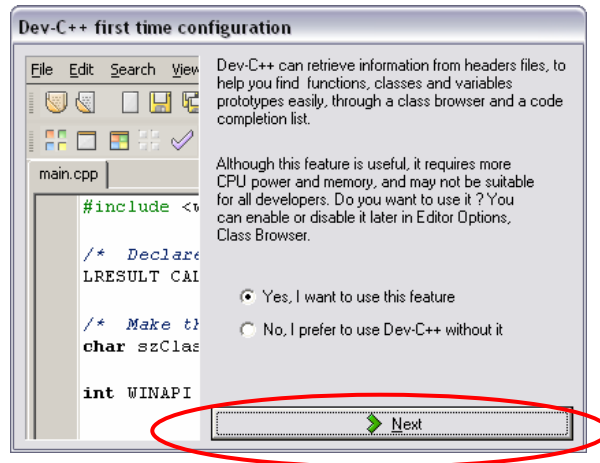 Dev-C++ first time configuration
File Edit Search View
main.cpp
#include
/* Declare
LRESULT CAL
/* Make th
char szClas
int WINAPI
Dev-C++ can retrieve information from headers files, to
help you find functions, classes and variables
prototypes easily, through a class browser and a code
completion list.
Although this feature is useful, it requires more
CPU power and memory, and may not be suitable
for all developers. Do you want to use it ? You
can enable or disable it later in Editor Options,
Class Browser.
Yes, I want to use this feature
No, I prefer to use Dev-C++ without it
Next